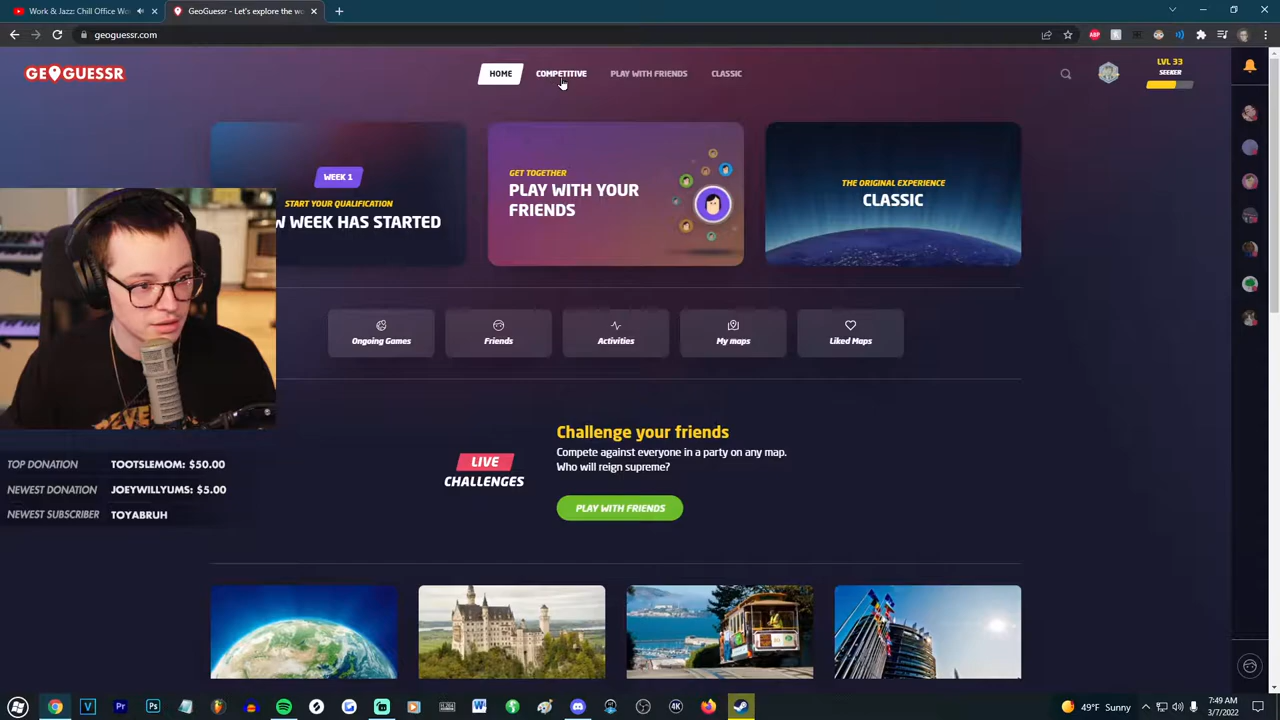 Work & Jazz: Chill Office Wo
GeoGuessr - Let's explore the wo
geoguessr.com
GEOGUESSR
HOME
COMPETITIVE
PLAY WITH FRIENDS
CLASSIC
LVL 33
SEEKER
WEEK 1
START YOUR QUALIFICATION
W WEEK HAS STARTED
GET TOGETHER
PLAY WITH YOUR
FRIENDS
THE ORIGINAL EXPERIENCE
CLASSIC
Ongoing Games
Friends
Activities
My maps
Liked Maps
LIVE
CHALLENGES
Challenge your friends
Compete against everyone in a party on any map.
Who will reign supreme?
PLAY WITH FRIENDS
TOP DONATION TOOTSLEMOM: $50.00
NEWEST DONATION JOEYWILLYUMS: $5.00
NEWEST SUBSCRIBER TOYABRUH
49°F Sunny
7:49 AM
3/7/2022